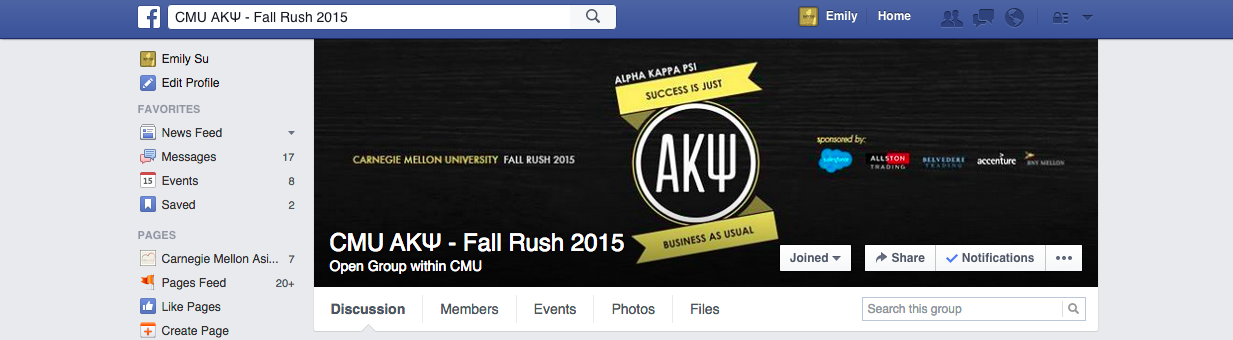 f
CMU AKΨ - Fall Rush 2015
Emily
Home
Emily Su
Edit Profile
FAVORITES
News Feed
Messages 17
15 Events 8
Saved 2
PAGES
Carnegie Mellon Asi... 7
Pages Feed 20+
Like Pages
Create Page
ALPHA KAPPA PSI
SUCCESS IS JUST
CARNEGIE MELLON UNIVERSITY FALL RUSH 2015
AKΨ
BUSINESS AS USUAL
sponsored by:
salesforce
ALLSTON TRADING
BELVEDERE TRADING
accenture
BNY MELLON
CMU AKΨ - Fall Rush 2015
Open Group within CMU
Joined
Share
Notifications
Discussion Members Events Photos Files
Search this group